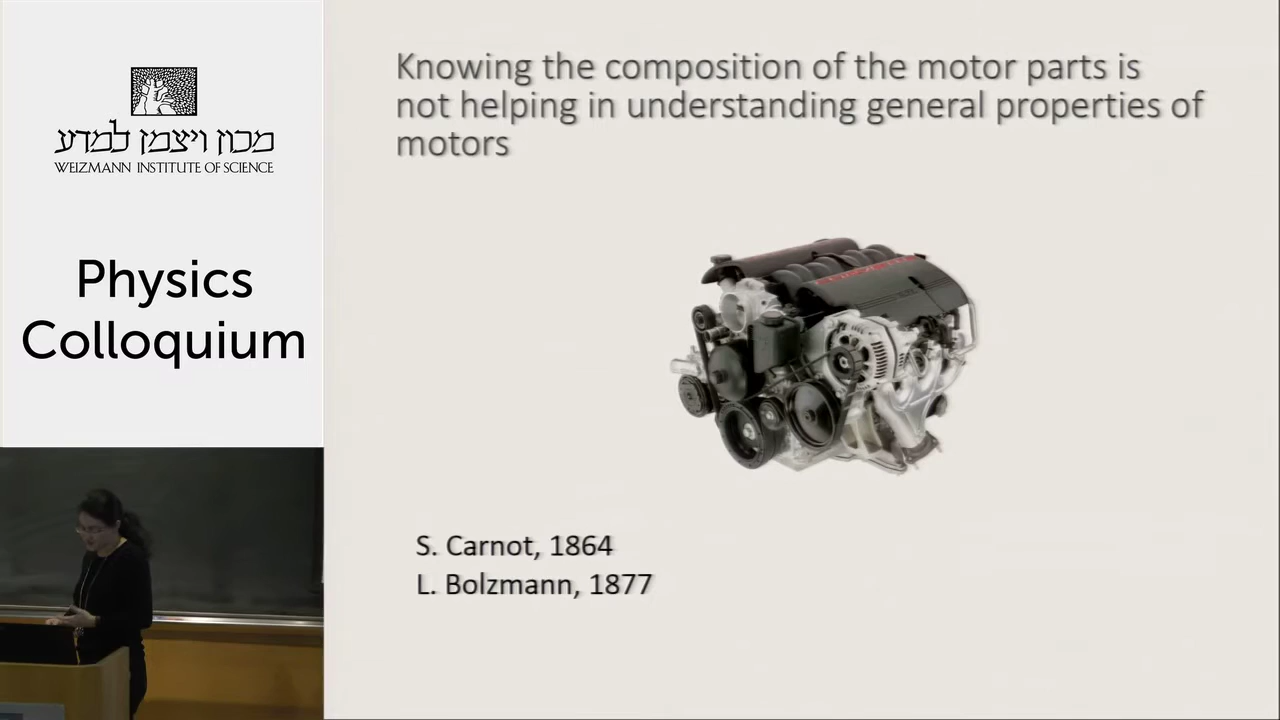 מכון ויצמן למדע
WEIZMANN INSTITUTE OF SCIENCE
Physics
Colloquium
Knowing the composition of the motor parts is
not helping in understanding general properties of
motors
S. Carnot, 1864
L. Bolzmann, 1877